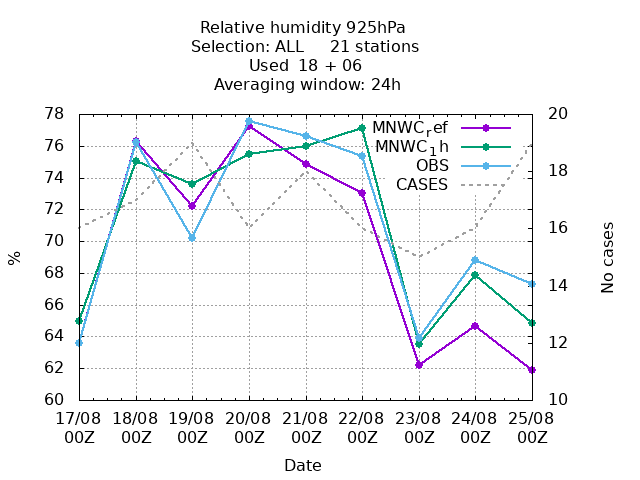 Relative humidity 925hPa
Selection: ALL 21 stations
Used 18 + 06
Averaging window: 24h
78 20
MNWCref
76
MNWC1h
OBS
74 18
CASES
72
16
70
% No cases
68
14
66
64
12
62
60 10
17/08 18/08 19/08 20/08 21/08 22/08 23/08 24/08 25/08
00Z 00Z 00Z 00Z 00Z 00Z 00Z 00Z 00Z
Date